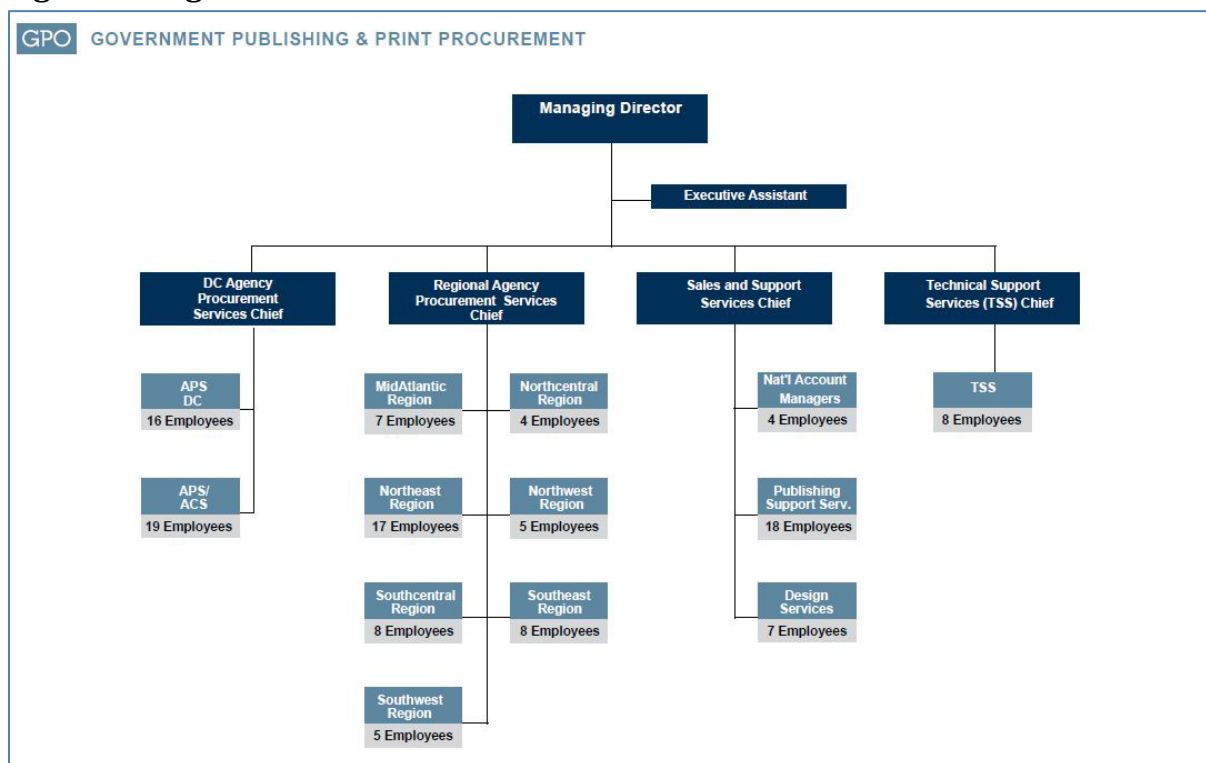 GPO GOVERNMENT PUBLISHING & PRINT PROCUREMENT
Managing Director
Executive Assistant
DC Agency
Procurement
Services Chief
Regional Agency
Procurement Services
Chief
Sales and Support
Services Chief
Technical Support
Services (TSS) Chief
APS
DC
16 Employees
APS/
ACS
19 Employees
MidAtlantic
Region
7 Employees
Northcentral
Region
4 Employees
Northeast
Region
17 Employees
Northwest
Region
5 Employees
Southcentral
Region
8 Employees
Southeast
Region
8 Employees
Southwest
Region
5 Employees
Nat'l Account
Managers
4 Employees
Publishing
Support Serv.
18 Employees
Design
Services
7 Employees
TSS
8 Employees